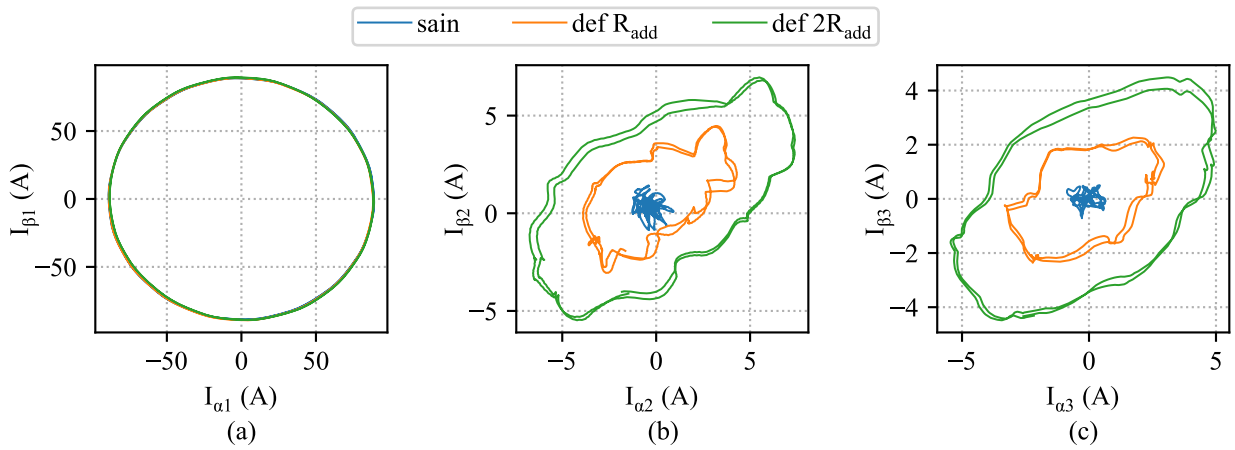 sain def R_add def 2R_add
50
0
−50
I_β1 (A)
−50 0 50
I_α1 (A)
(a)
5
0
−5
I_β2 (A)
−5 0 5
I_α2 (A)
(b)
4
2
0
−2
−4
I_β3 (A)
−5 0 5
I_α3 (A)
(c)